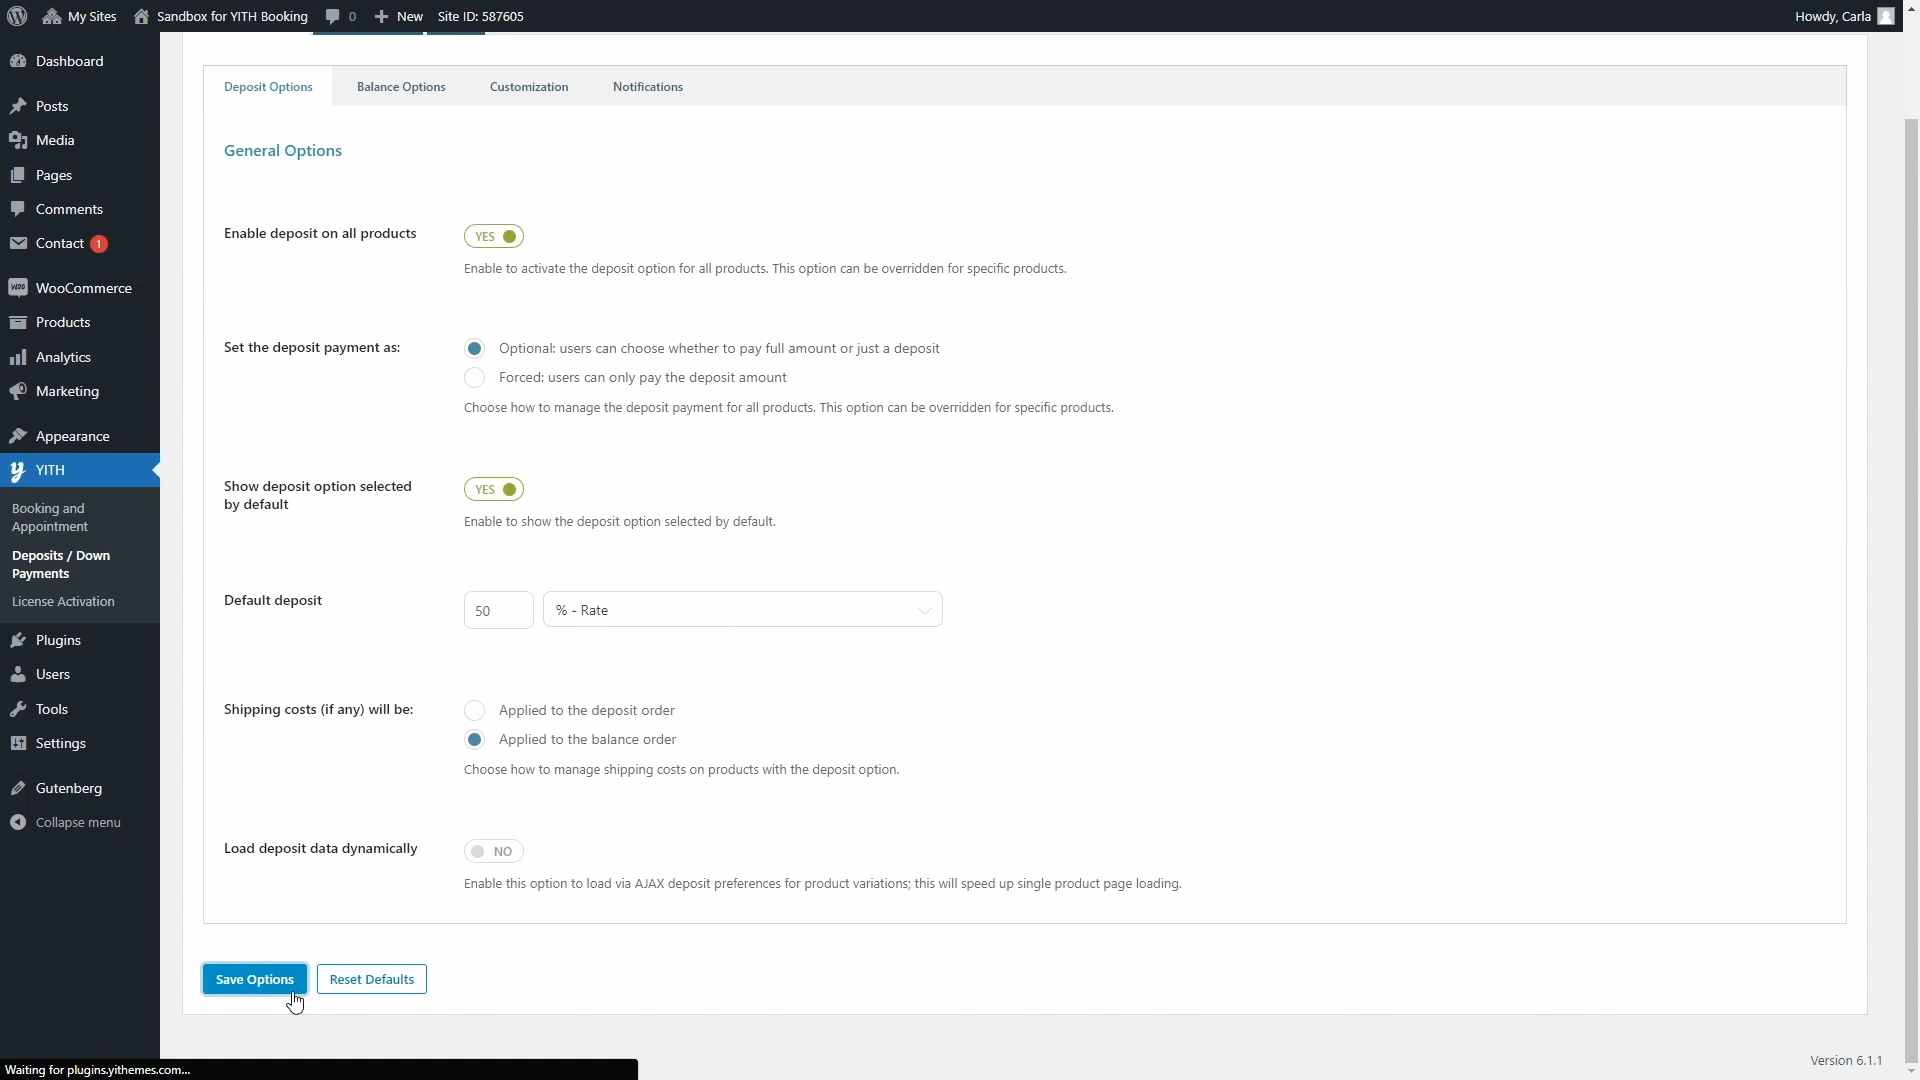 My Sites
Sandbox for YITH Booking
0
New
Site ID: 587605
Howdy, Carla
Dashboard
Posts
Media
Pages
Comments
Contact 1
WooCommerce
Products
Analytics
Marketing
Appearance
YITH
Booking and
Appointment
Deposits / Down
Payments
License Activation
Plugins
Users
Tools
Settings
Gutenberg
Collapse menu
Deposit Options
Balance Options
Customization
Notifications
General Options
Enable deposit on all products
YES
Enable to activate the deposit option for all products. This option can be overridden for specific products.
Set the deposit payment as:
Optional: users can choose whether to pay full amount or just a deposit
Forced: users can only pay the deposit amount
Choose how to manage the deposit payment for all products. This option can be overridden for specific products.
Show deposit option selected
by default
YES
Enable to show the deposit option selected by default.
Default deposit
50
% - Rate
Shipping costs (if any) will be:
Applied to the deposit order
Applied to the balance order
Choose how to manage shipping costs on products with the deposit option.
Load deposit data dynamically
NO
Enable this option to load via AJAX deposit preferences for product variations; this will speed up single product page loading.
Save Options
Reset Defaults
Version 6.1.1
Waiting for plugins.yithemes.com...